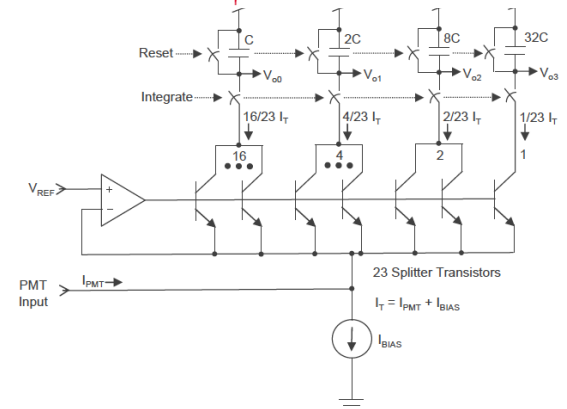 Reset
C
2C
8C
32C
Vo0
Vo1
Vo2
Vo3
Integrate
16/23 IT
4/23 IT
2/23 IT
1/23 IT
16
4
2
1
VREF
+
−
23 Splitter Transistors
PMT
Input
IPMT
IT = IPMT + IBIAS
IBIAS